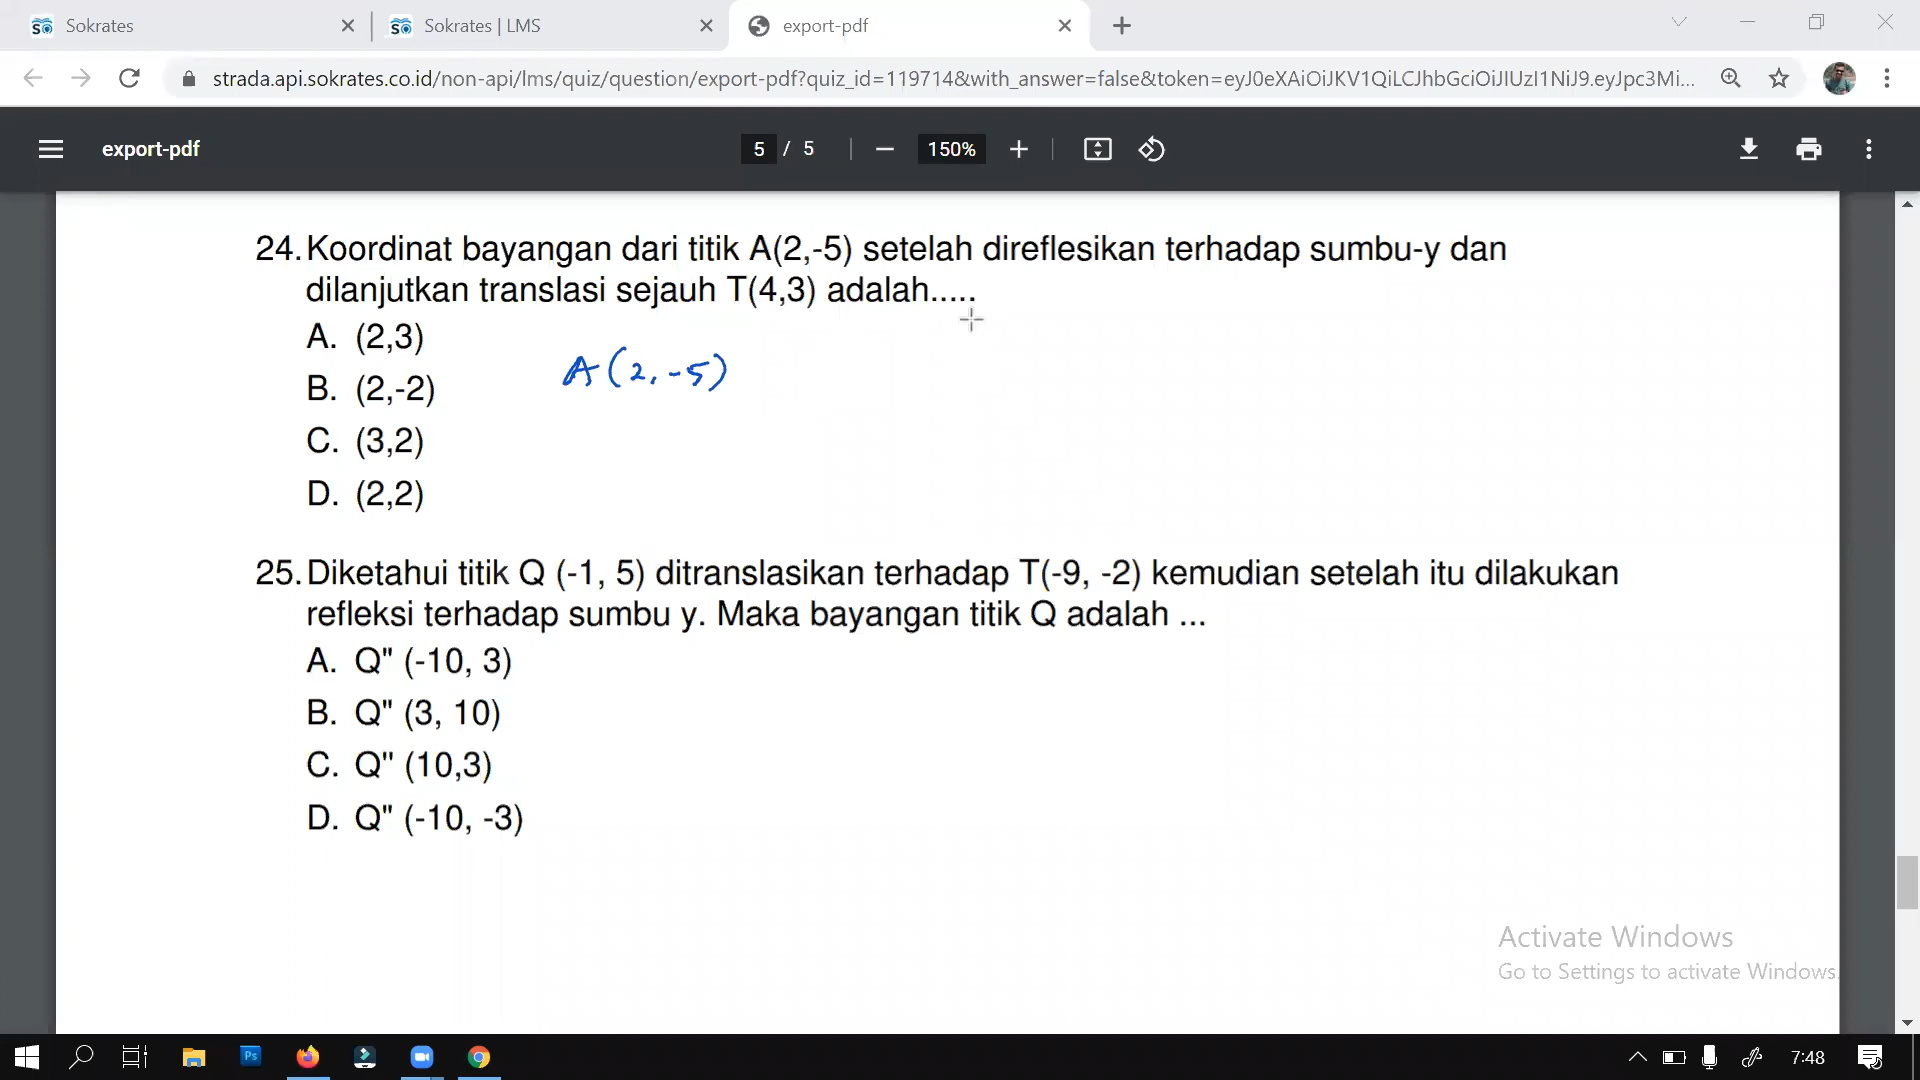 Sokrates
Sokrates | LMS
export-pdf
strada.api.sokrates.co.id/non-api/lms/quiz/question/export-pdf?quiz_id=119714&with_answer=false&token=eyJ0eXAiOiJKV1QiLCJhbGciOiJIUzI1NiJ9.eyJpc3Mi...
export-pdf
5 / 5
150%
24. Koordinat bayangan dari titik A(2,-5) setelah direflesikan terhadap sumbu-y dan
dilanjutkan translasi sejauh T(4,3) adalah.....
A. (2,3)
A (2, -5)
B. (2,-2)
C. (3,2)
D. (2,2)
25. Diketahui titik Q (-1, 5) ditranslasikan terhadap T(-9, -2) kemudian setelah itu dilakukan
refleksi terhadap sumbu y. Maka bayangan titik Q adalah ...
A. Q" (-10, 3)
B. Q" (3, 10)
C. Q" (10,3)
D. Q" (-10, -3)
Activate Windows
Go to Settings to activate Windows.
Ps
7:48